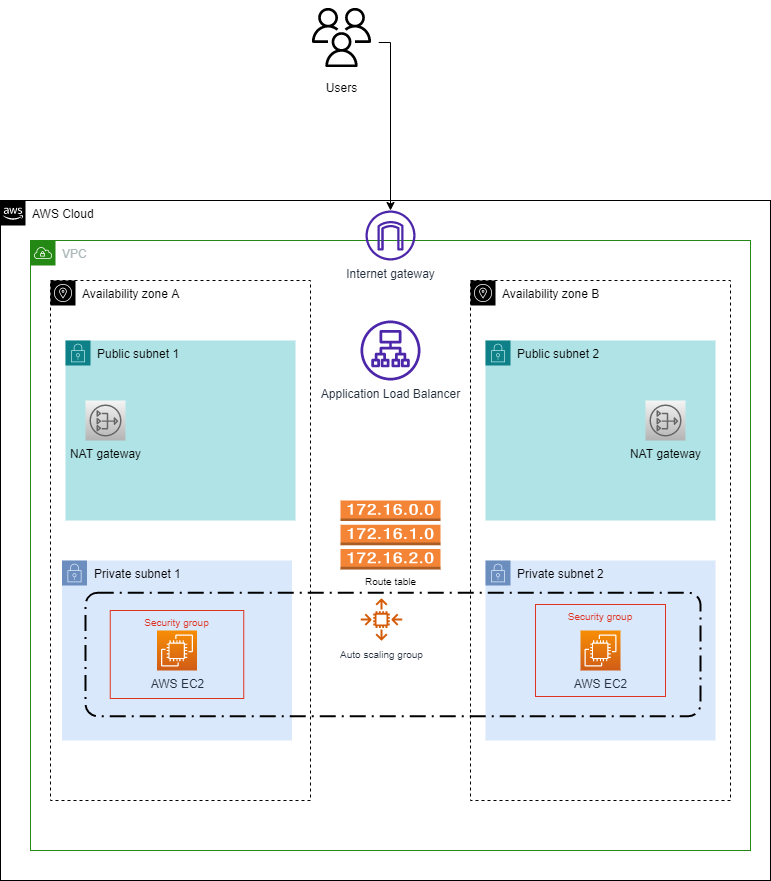 Users
aws
AWS Cloud
VPC
Internet gateway
Availability zone A
Availability zone B
Public subnet 1
Public subnet 2
Application Load Balancer
NAT gateway
NAT gateway
172.16.0.0
172.16.1.0
172.16.2.0
Route table
Private subnet 1
Private subnet 2
Security group
Security group
AWS EC2
AWS EC2
Auto scaling group